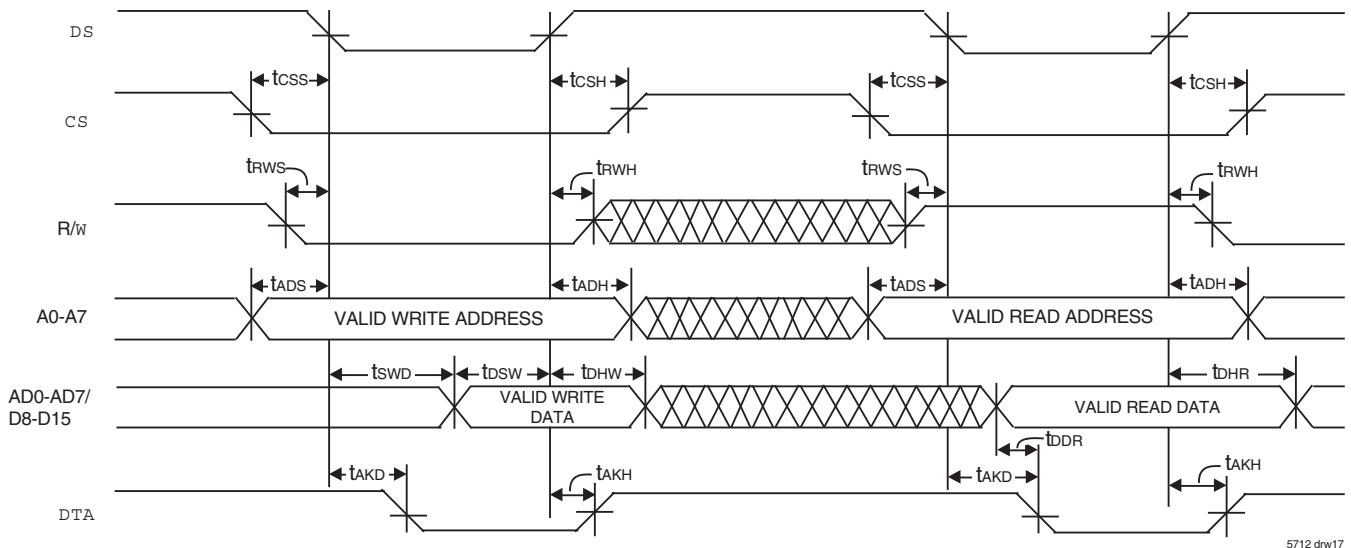 DS
tCSS
tCSH
tCSS
tCSH
CS
tRWS
tRWH
tRWS
tRWH
R/W
tADS
tADH
tADS
tADH
A0-A7
VALID WRITE ADDRESS
VALID READ ADDRESS
tSWD
tDSW
tDHW
tDHR
AD0-AD7/
D8-D15
VALID WRITE
DATA
VALID READ DATA
tDDR
tAKD
tAKH
tAKD
tAKH
DTA
5712 drw17